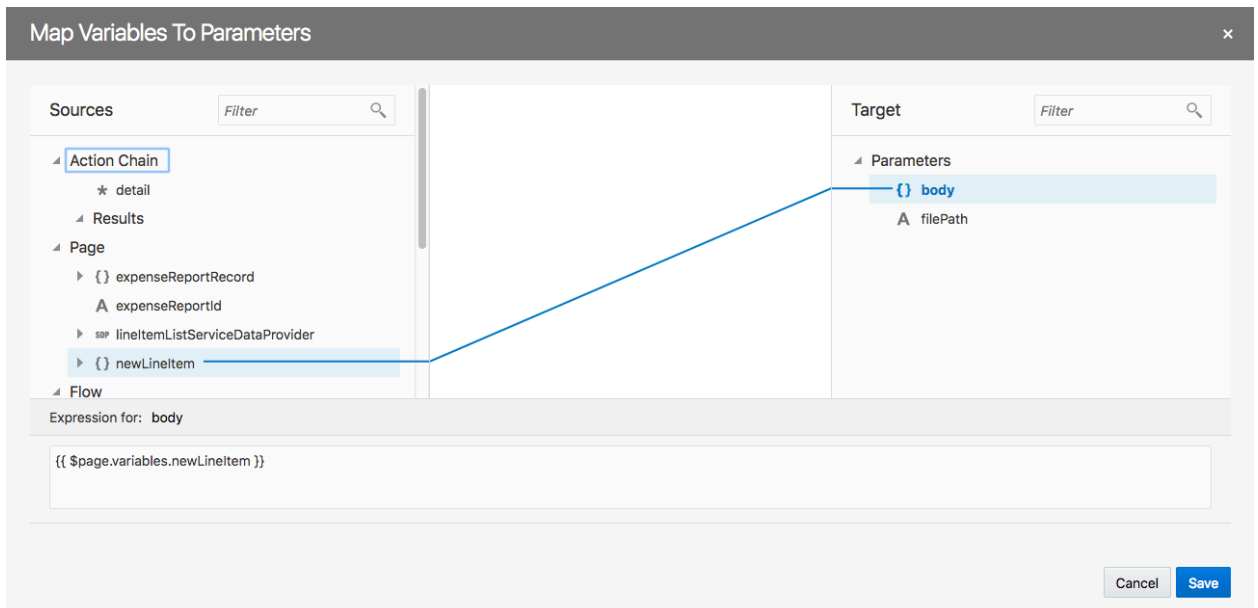 Map Variables To Parameters
×
Sources
Filter
Target
Filter
Action Chain
* detail
Results
Page
{} expenseReportRecord
A expenseReportId
SDP lineItemListServiceDataProvider
{} newLineItem
Flow
Parameters
{} body
A filePath
Expression for: body
{{ $page.variables.newLineItem }}
Cancel
Save